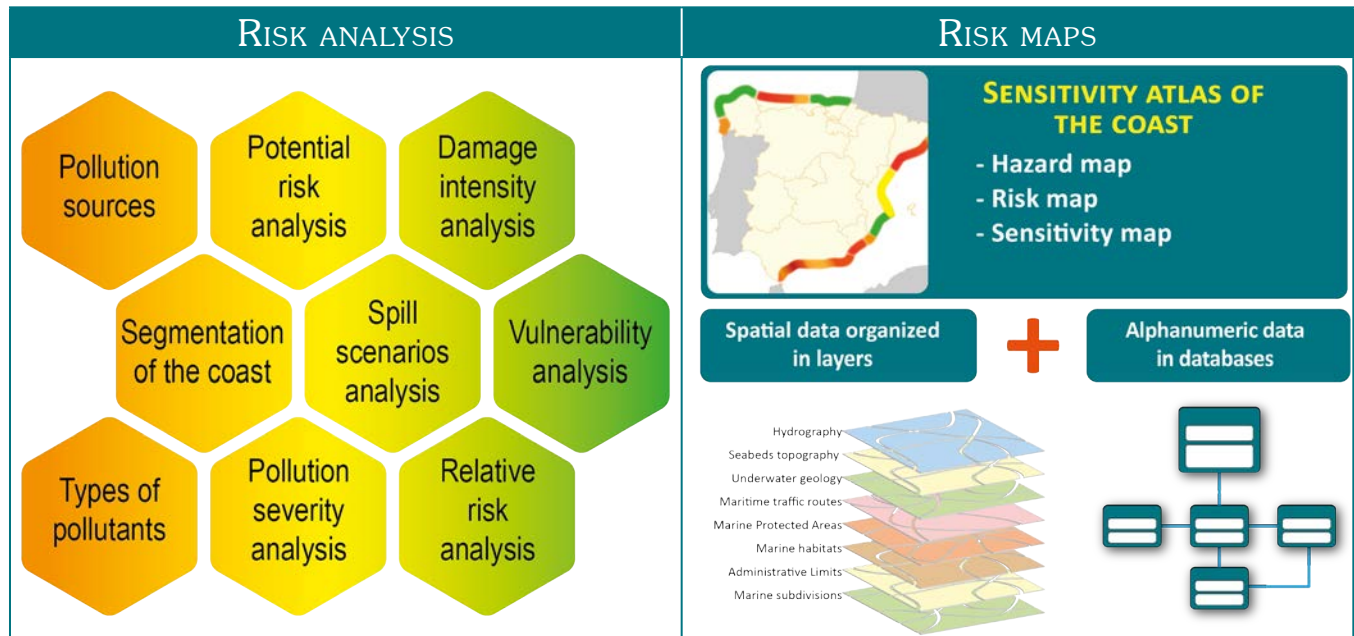 RISK ANALYSIS
Pollution
sources
Potential
risk
analysis
Damage
intensity
analysis
Segmentation
of the coast
Spill
scenarios
analysis
Vulnerability
analysis
Types of
pollutants
Pollution
severity
analysis
Relative
risk
analysis
RISK MAPS
SENSITIVITY ATLAS OF
THE COAST
- Hazard map
- Risk map
- Sensitivity map
Spatial data organized
in layers
Alphanumeric data
in databases
Hydrography
Seabeds topography
Underwater geology
Maritime traffic routes
Marine Protected Areas
Marine habitats
Administrative Limits
Marine subdivisions